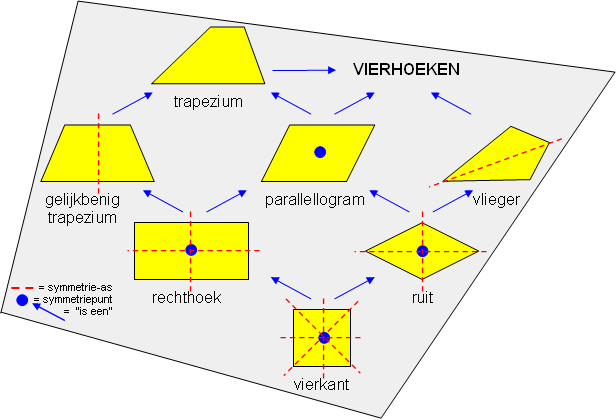 VIERHOEKEN
trapezium
gelijkbenig
trapezium
parallellogram
vlieger
rechthoek
ruit
= symmetrie-as
= symmetriepunt
= "is een"
vierkant